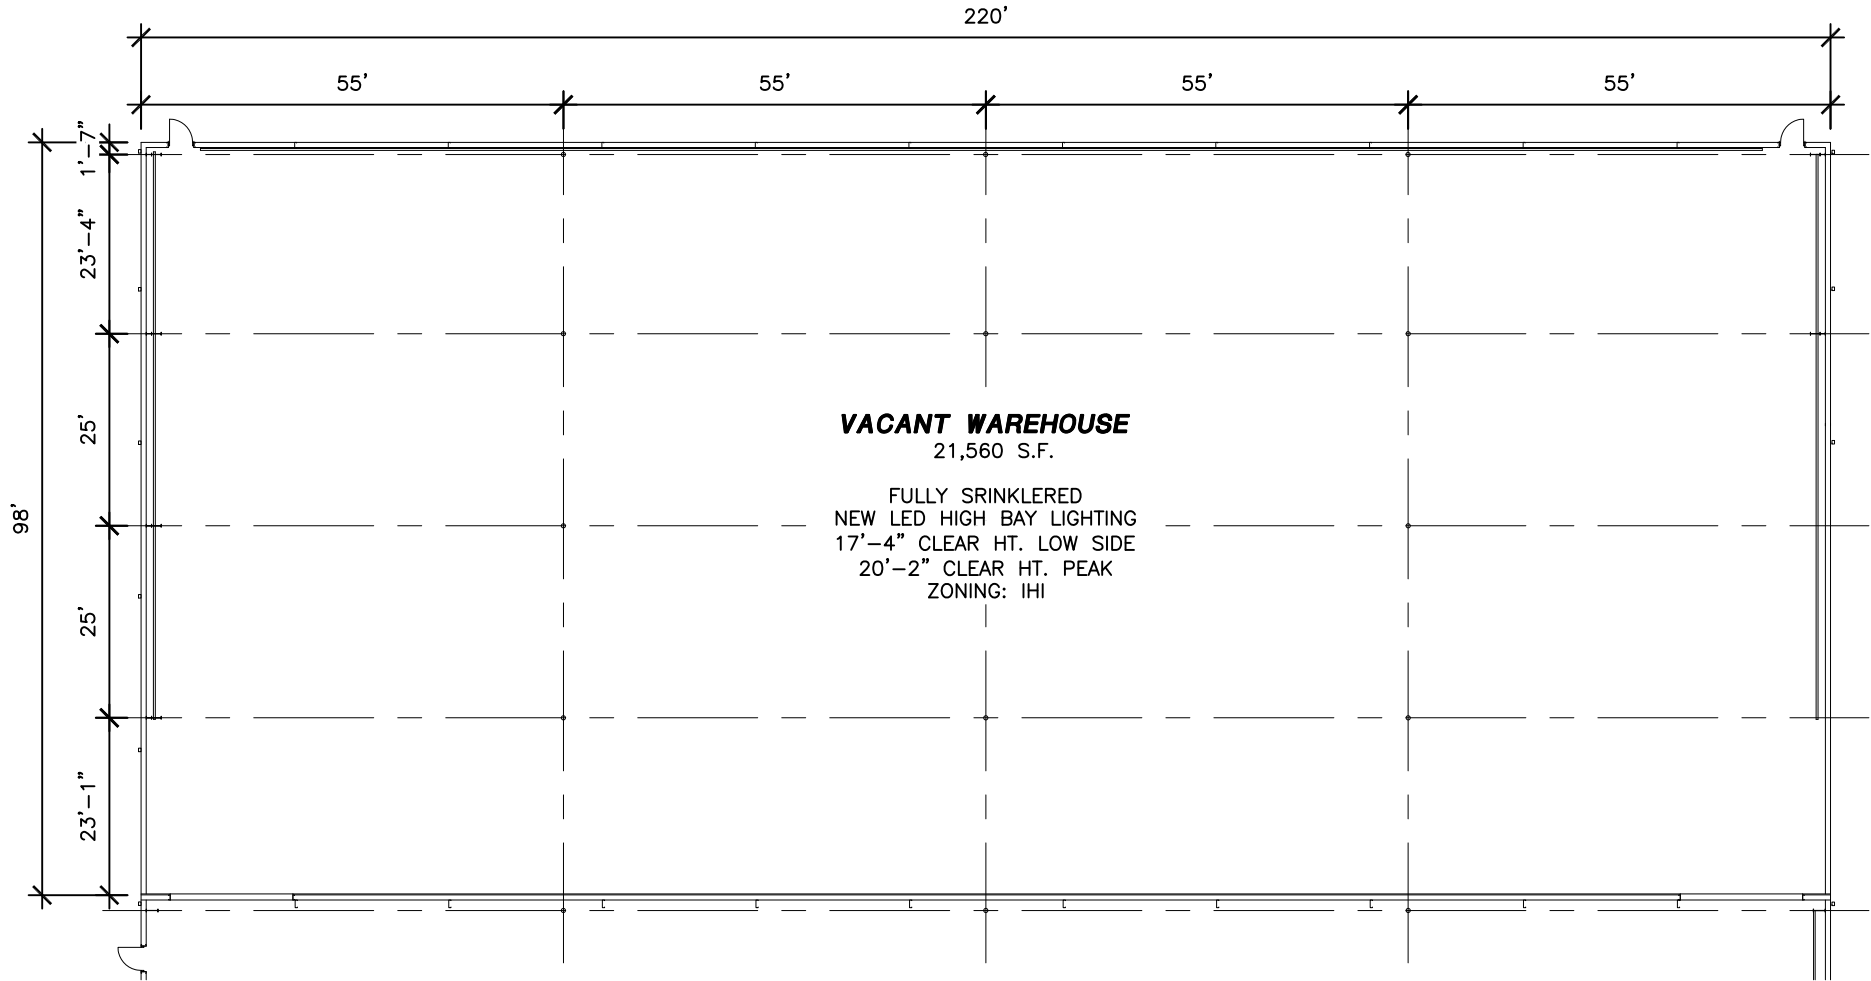 220'
55'
55'
55'
55'
1'-7"
23'-4"
25'
25'
23'-1"
98'
VACANT WAREHOUSE
21,560 S.F.
FULLY SRINKLERED
NEW LED HIGH BAY LIGHTING
17'-4" CLEAR HT. LOW SIDE
20'-2" CLEAR HT. PEAK
ZONING: IHI